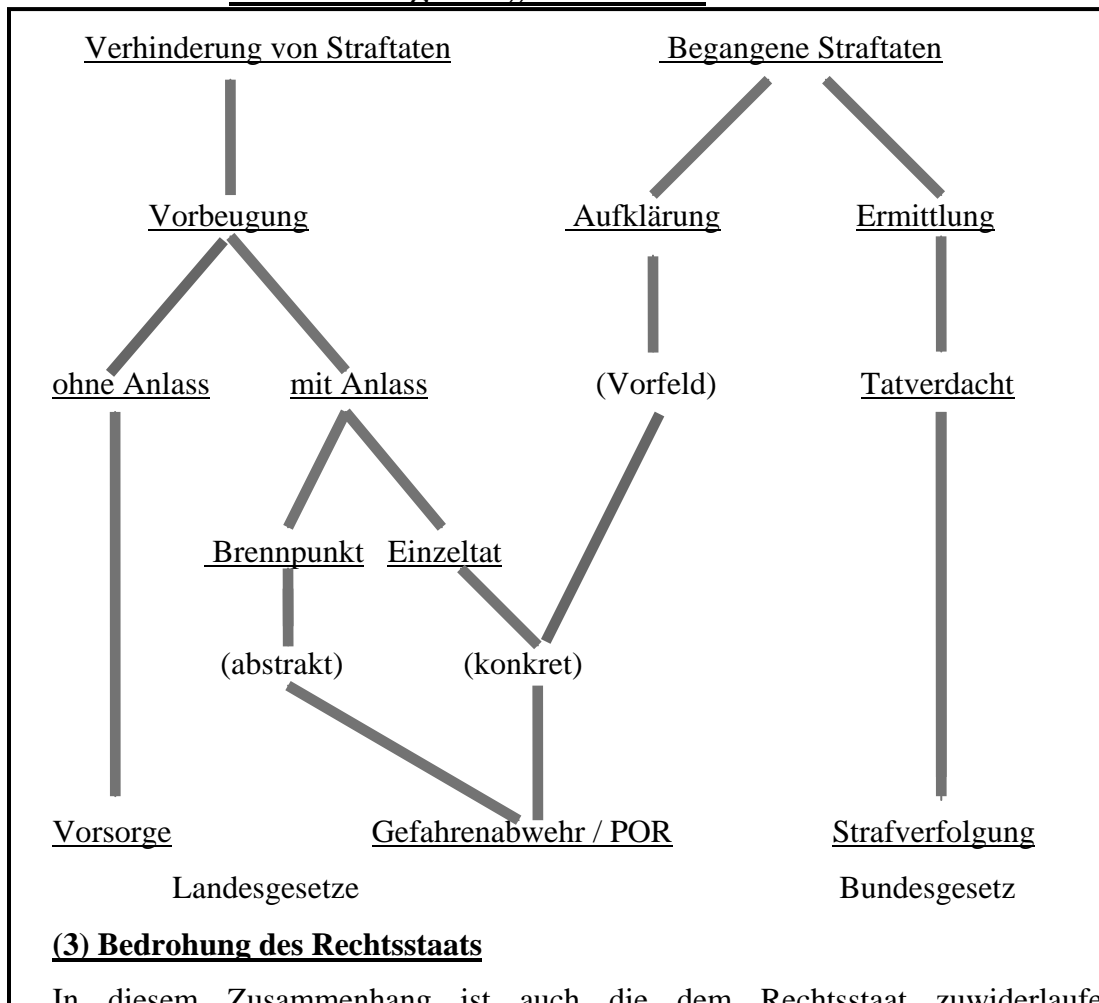 Verhinderung von Straftaten Begangene Straftaten
Vorbeugung Aufklärung Ermittlung
ohne Anlass mit Anlass (Vorfeld) Tatverdacht
Brennpunkt Einzeltat
(abstrakt) (konkret)
Vorsorge Gefahrenabwehr / POR Strafverfolgung
Landesgesetze Bundesgesetz
(3) Bedrohung des Rechtsstaats
In diesem Zusammenhang ist auch die dem Rechtsstaat